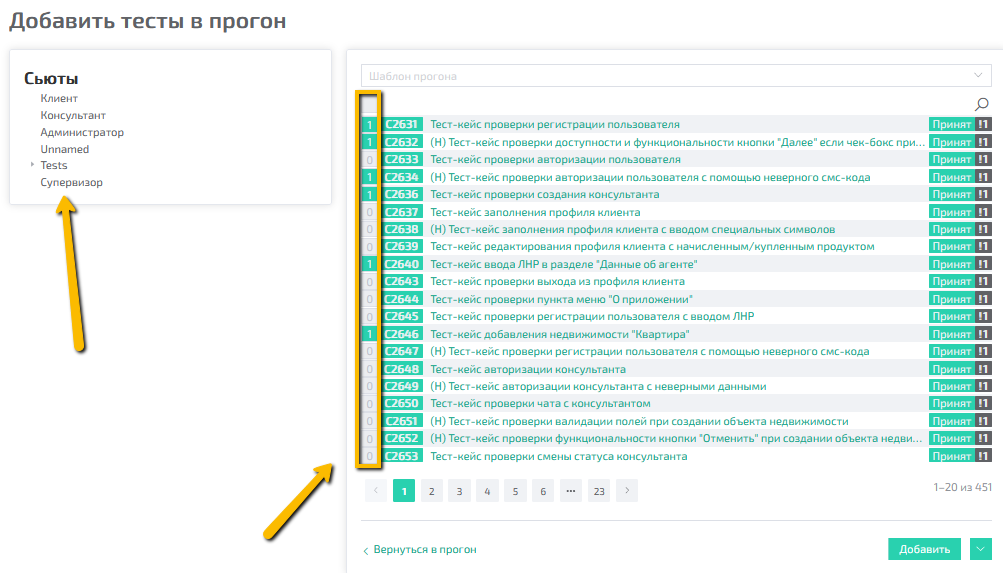 Добавить тесты в прогон
Сьюты
Клиент
Консультант
Администратор
Unnamed
Tests
Супервизор
Шаблон прогона
1 C2631 Тест-кейс проверки регистрации пользователя Принят !1
1 C2632 (Н) Тест-кейс проверки доступности и функциональности кнопки "Далее" если чек-бокс при... Принят !1
0 C2633 Тест-кейс проверки авторизации пользователя Принят !1
1 C2634 (Н) Тест-кейс проверки авторизации пользователя с помощью неверного смс-кода Принят !1
1 C2636 Тест-кейс проверки создания консультанта Принят !1
0 C2637 Тест-кейс заполнения профиля клиента Принят !1
0 C2638 (Н) Тест-кейс заполнения профиля клиента с вводом специальных символов Принят !1
0 C2639 Тест-кейс редактирования профиля клиента с начисленным/купленным продуктом Принят !1
1 C2640 Тест-кейс ввода ЛНР в разделе "Данные об агенте" Принят !1
0 C2643 Тест-кейс проверки выхода из профиля клиента Принят !1
0 C2644 Тест-кейс проверки пункта меню "О приложении" Принят !1
0 C2645 Тест-кейс проверки регистрации пользователя с вводом ЛНР Принят !1
1 C2646 Тест-кейс добавления недвижимости "Квартира" Принят !1
0 C2647 (Н) Тест-кейс проверки регистрации пользователя с помощью неверного смс-кода Принят !1
0 C2648 Тест-кейс авторизации консультанта Принят !1
0 C2649 (Н) Тест-кейс авторизации консультанта с неверными данными Принят !1
0 C2650 Тест-кейс проверки чата с консультантом Принят !1
0 C2651 (Н) Тест-кейс проверки валидации полей при создании объекта недвижимости Принят !1
0 C2652 (Н) Тест-кейс проверки функциональности кнопки "Отменить" при создании объекта недви... Принят !1
0 C2653 Тест-кейс проверки смены статуса консультанта Принят !1
‹ 1 2 3 4 5 6 ••• 23 › 1–20 из 451
‹ Вернуться в прогон Добавить